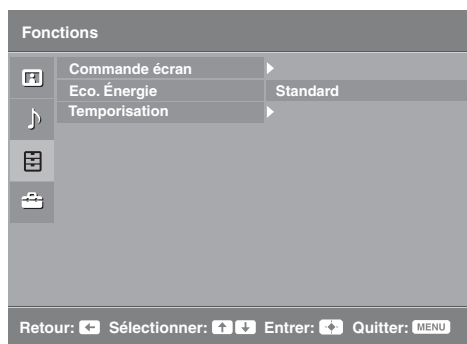 Fonctions
Commande écran
Eco. Énergie Standard
Temporisation
Retour: Sélectionner: Entrer: Quitter: MENU